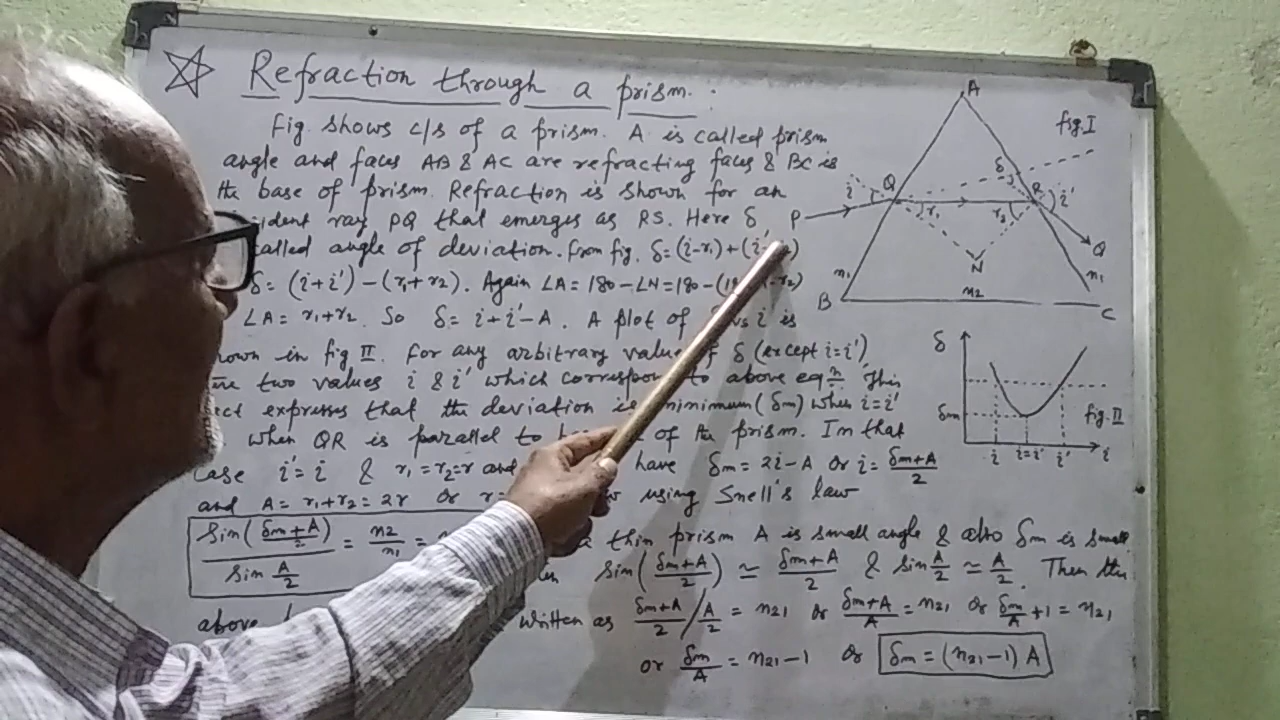 Refraction through a prism.:
Fig. shows c/s of a prism. A is called prism
angle and faces AB & AC are refracting faces & BC is
the base of prism. Refraction is shown for an
ident ray PQ that emerges as RS. Here δ
called angle of deviation. From fig. δ = (i-r₁)+(i'
δ = (i+i') - (r₁+r₂). Again ∠A = 180 - ∠N = 180 - (18 -r₂)
∠A = r₁+r₂. So δ = i+i'-A. A plot of δ vs i is
own in fig II. For any arbitrary value of δ (except i=i')
two values i & i' which correspon to above eqn. This
ect expresses that the deviation is minimum (δm) when i=i'
when QR is parallel to of the prism. In that
case i'=i & r₁=r₂=r and have δm = 2i-A or i = (δm+A)/2
and A = r₁+r₂ = 2r or r= using Snell's law
sin((δm+A)/2) / sin A/2 = n2/n1 = thin prism A is small angle & also δm is small
sin((δm+A)/2) ≃ (δm+A)/2 & sin A/2 ≃ A/2. Then the
above written as (δm+A)/2 / A/2 = n21 or (δm+A)/A = n21 or δm/A + 1 = n21
or δm/A = n21 - 1 or δm = (n21-1) A
A
fig.I
δ
i Q R i'
P r₁ r₂
Q
N
n1 n2 n1
B C
δ
δm
fig.II
i i=i' i' i